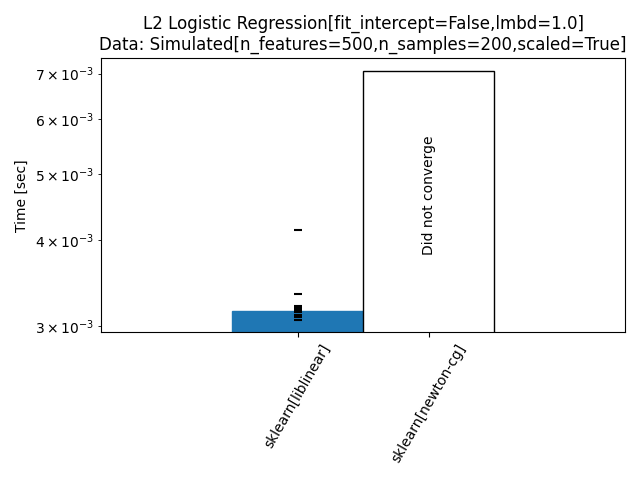 L2 Logistic Regression[fit_intercept=False,lmbd=1.0]
Data: Simulated[n_features=500,n_samples=200,scaled=True]
7 × 10⁻³
6 × 10⁻³
5 × 10⁻³
4 × 10⁻³
3 × 10⁻³
Time [sec]
Did not converge
sklearn[liblinear]
sklearn[newton-cg]